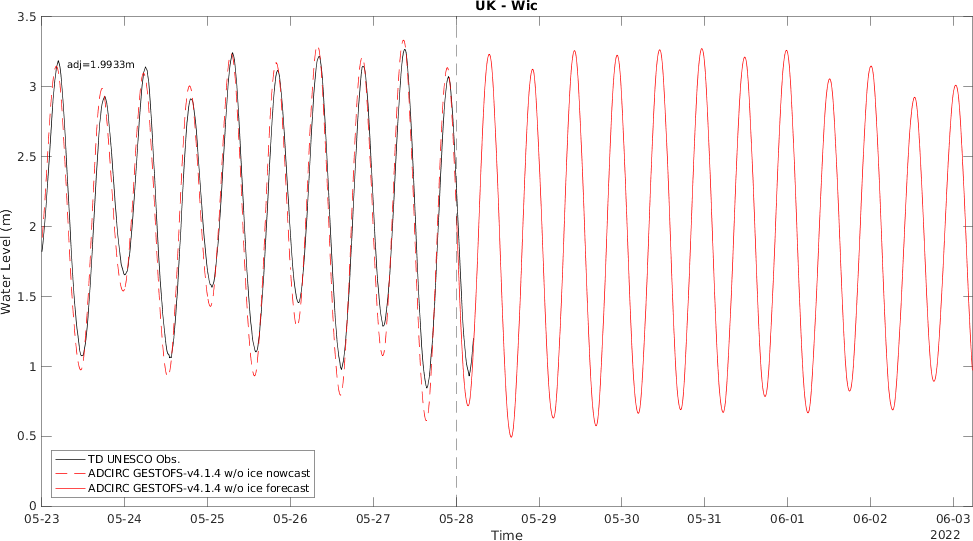 UK - Wic
3.5
3
2.5
2
1.5
1
0.5
0
Water Level (m)
adj=1.9933m
TD UNESCO Obs.
ADCIRC GESTOFS-v4.1.4 w/o ice nowcast
ADCIRC GESTOFS-v4.1.4 w/o ice forecast
05-23 05-24 05-25 05-26 05-27 05-28 05-29 05-30 05-31 06-01 06-02 06-03
Time
2022